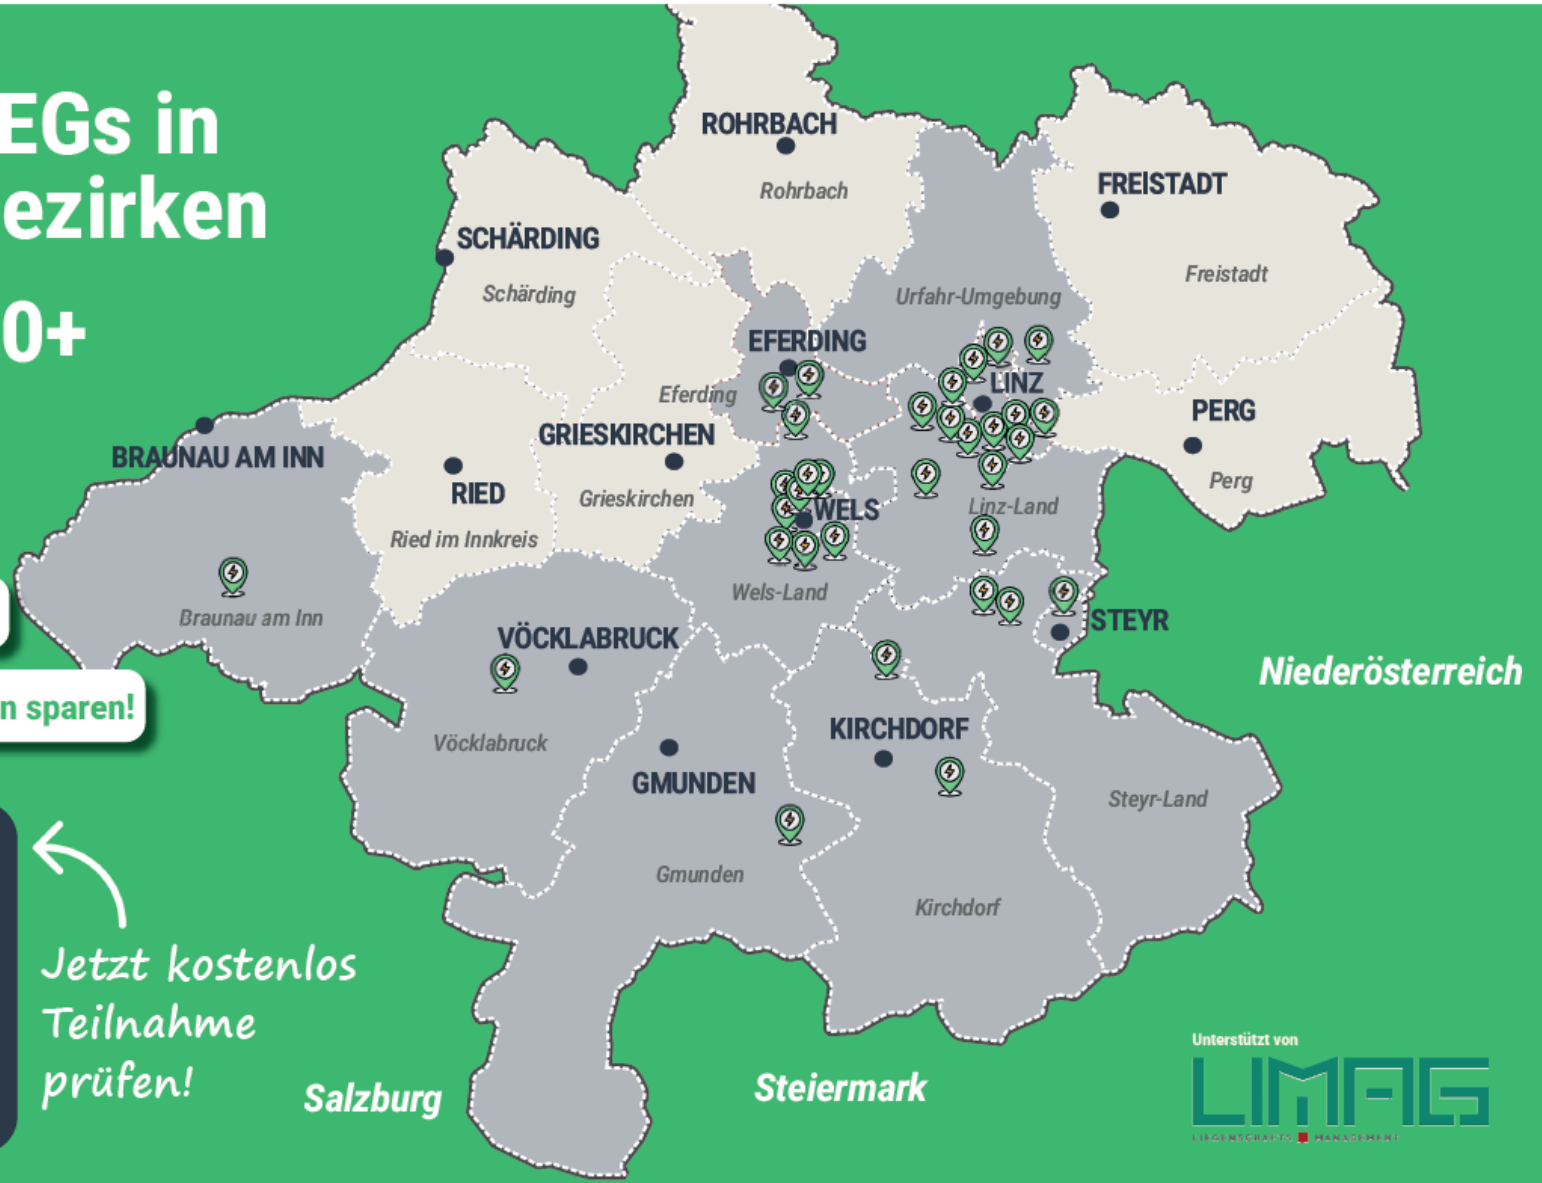 EGs in
ezirken
0+
n sparen!
Jetzt kostenlos
Teilnahme
prüfen!
ROHRBACH
Rohrbach
FREISTADT
Freistadt
SCHÄRDING
Schärding
Urfahr-Umgebung
EFERDING
Eferding
LINZ
PERG
Perg
GRIESKIRCHEN
Grieskirchen
BRAUNAU AM INN
Braunau am Inn
RIED
Ried im Innkreis
WELS
Wels-Land
Linz-Land
STEYR
VÖCKLABRUCK
Vöcklabruck
Niederösterreich
KIRCHDORF
Kirchdorf
GMUNDEN
Gmunden
Steyr-Land
Salzburg
Steiermark
Unterstützt von
LIMAG
LIEGENSCHAFTS MANAGEMENT